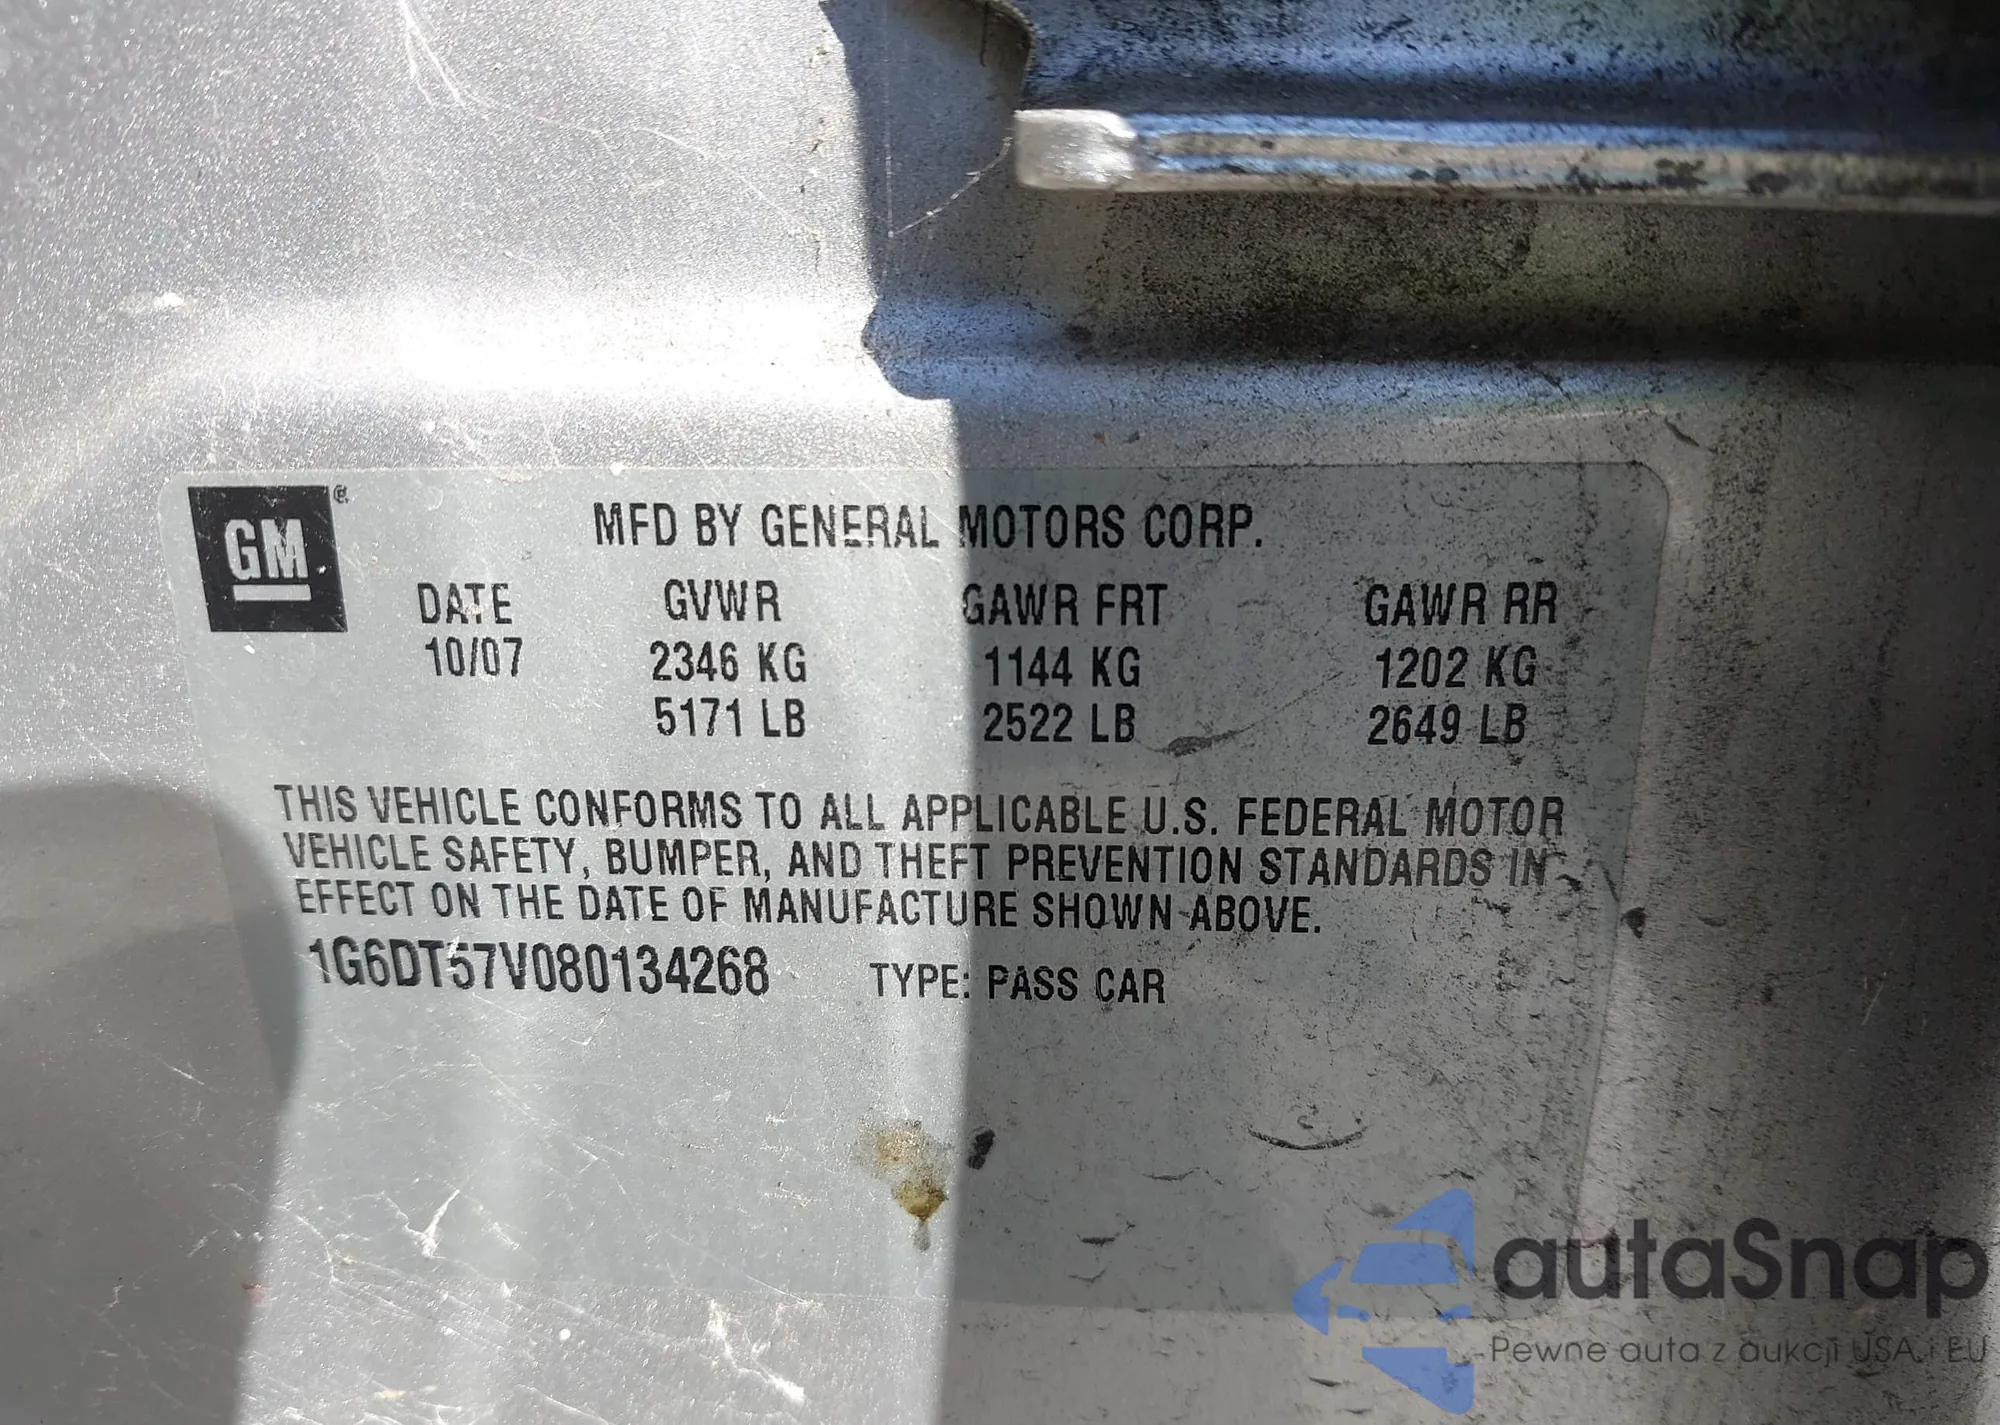 GM ®
MFD BY GENERAL MOTORS CORP.
DATE GVWR GAWR FRT GAWR RR
10/07 2346 KG 1144 KG 1202 KG
5171 LB 2522 LB 2649 LB
THIS VEHICLE CONFORMS TO ALL APPLICABLE U.S. FEDERAL MOTOR
VEHICLE SAFETY, BUMPER, AND THEFT PREVENTION STANDARDS IN
EFFECT ON THE DATE OF MANUFACTURE SHOWN ABOVE.
1G6DT57V080134268 TYPE: PASS CAR
autaSnap
Pewne auta z aukcji USA i EU